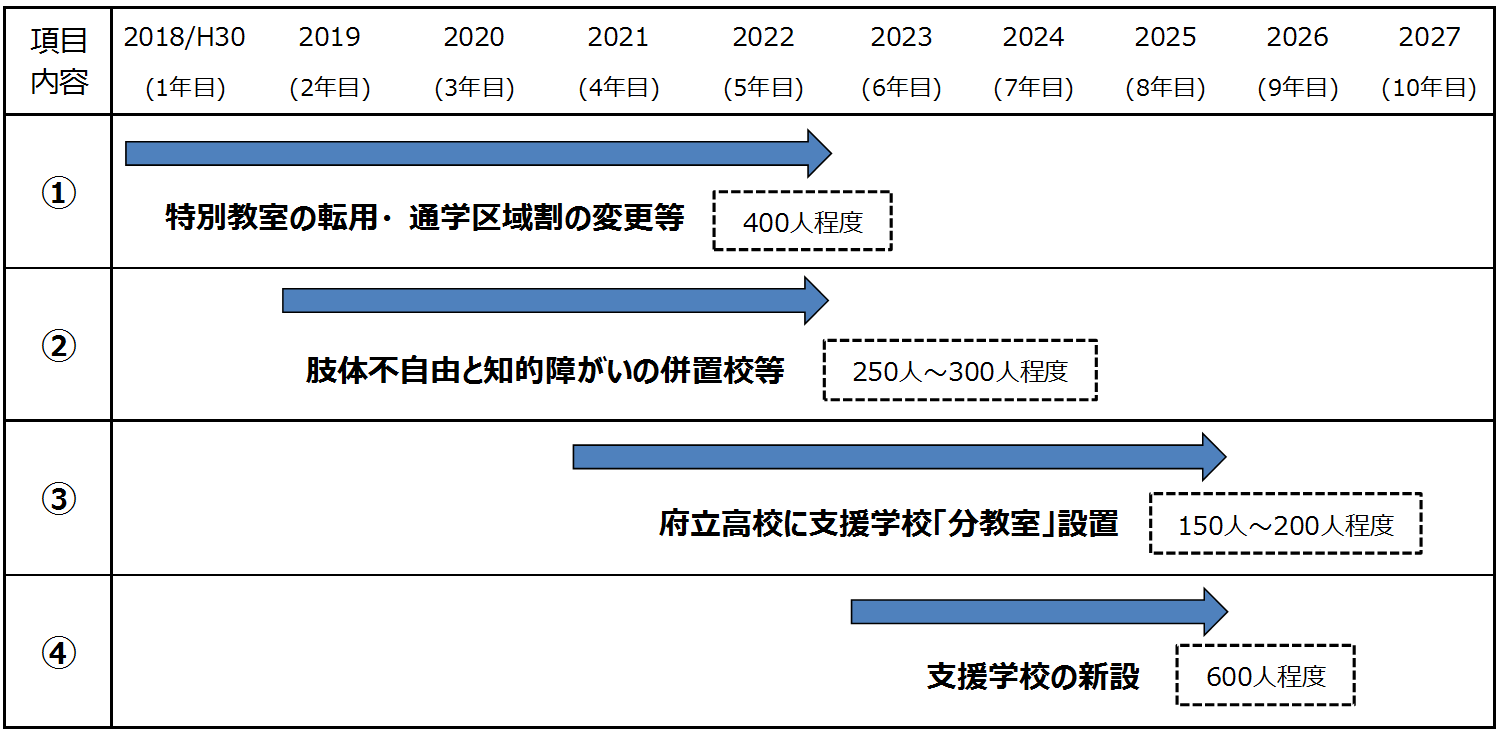 項目
内容
2018/H30 2019 2020 2021 2022 2023 2024 2025 2026 2027
(1年目) (2年目) (3年目) (4年目) (5年目) (6年目) (7年目) (8年目) (9年目) (10年目)
①
特別教室の転用・ 通学区域割の変更等 400人程度
②
肢体不自由と知的障がいの併置校等 250人～300人程度
③
府立高校に支援学校「分教室」設置 150人～200人程度
④
支援学校の新設 600人程度